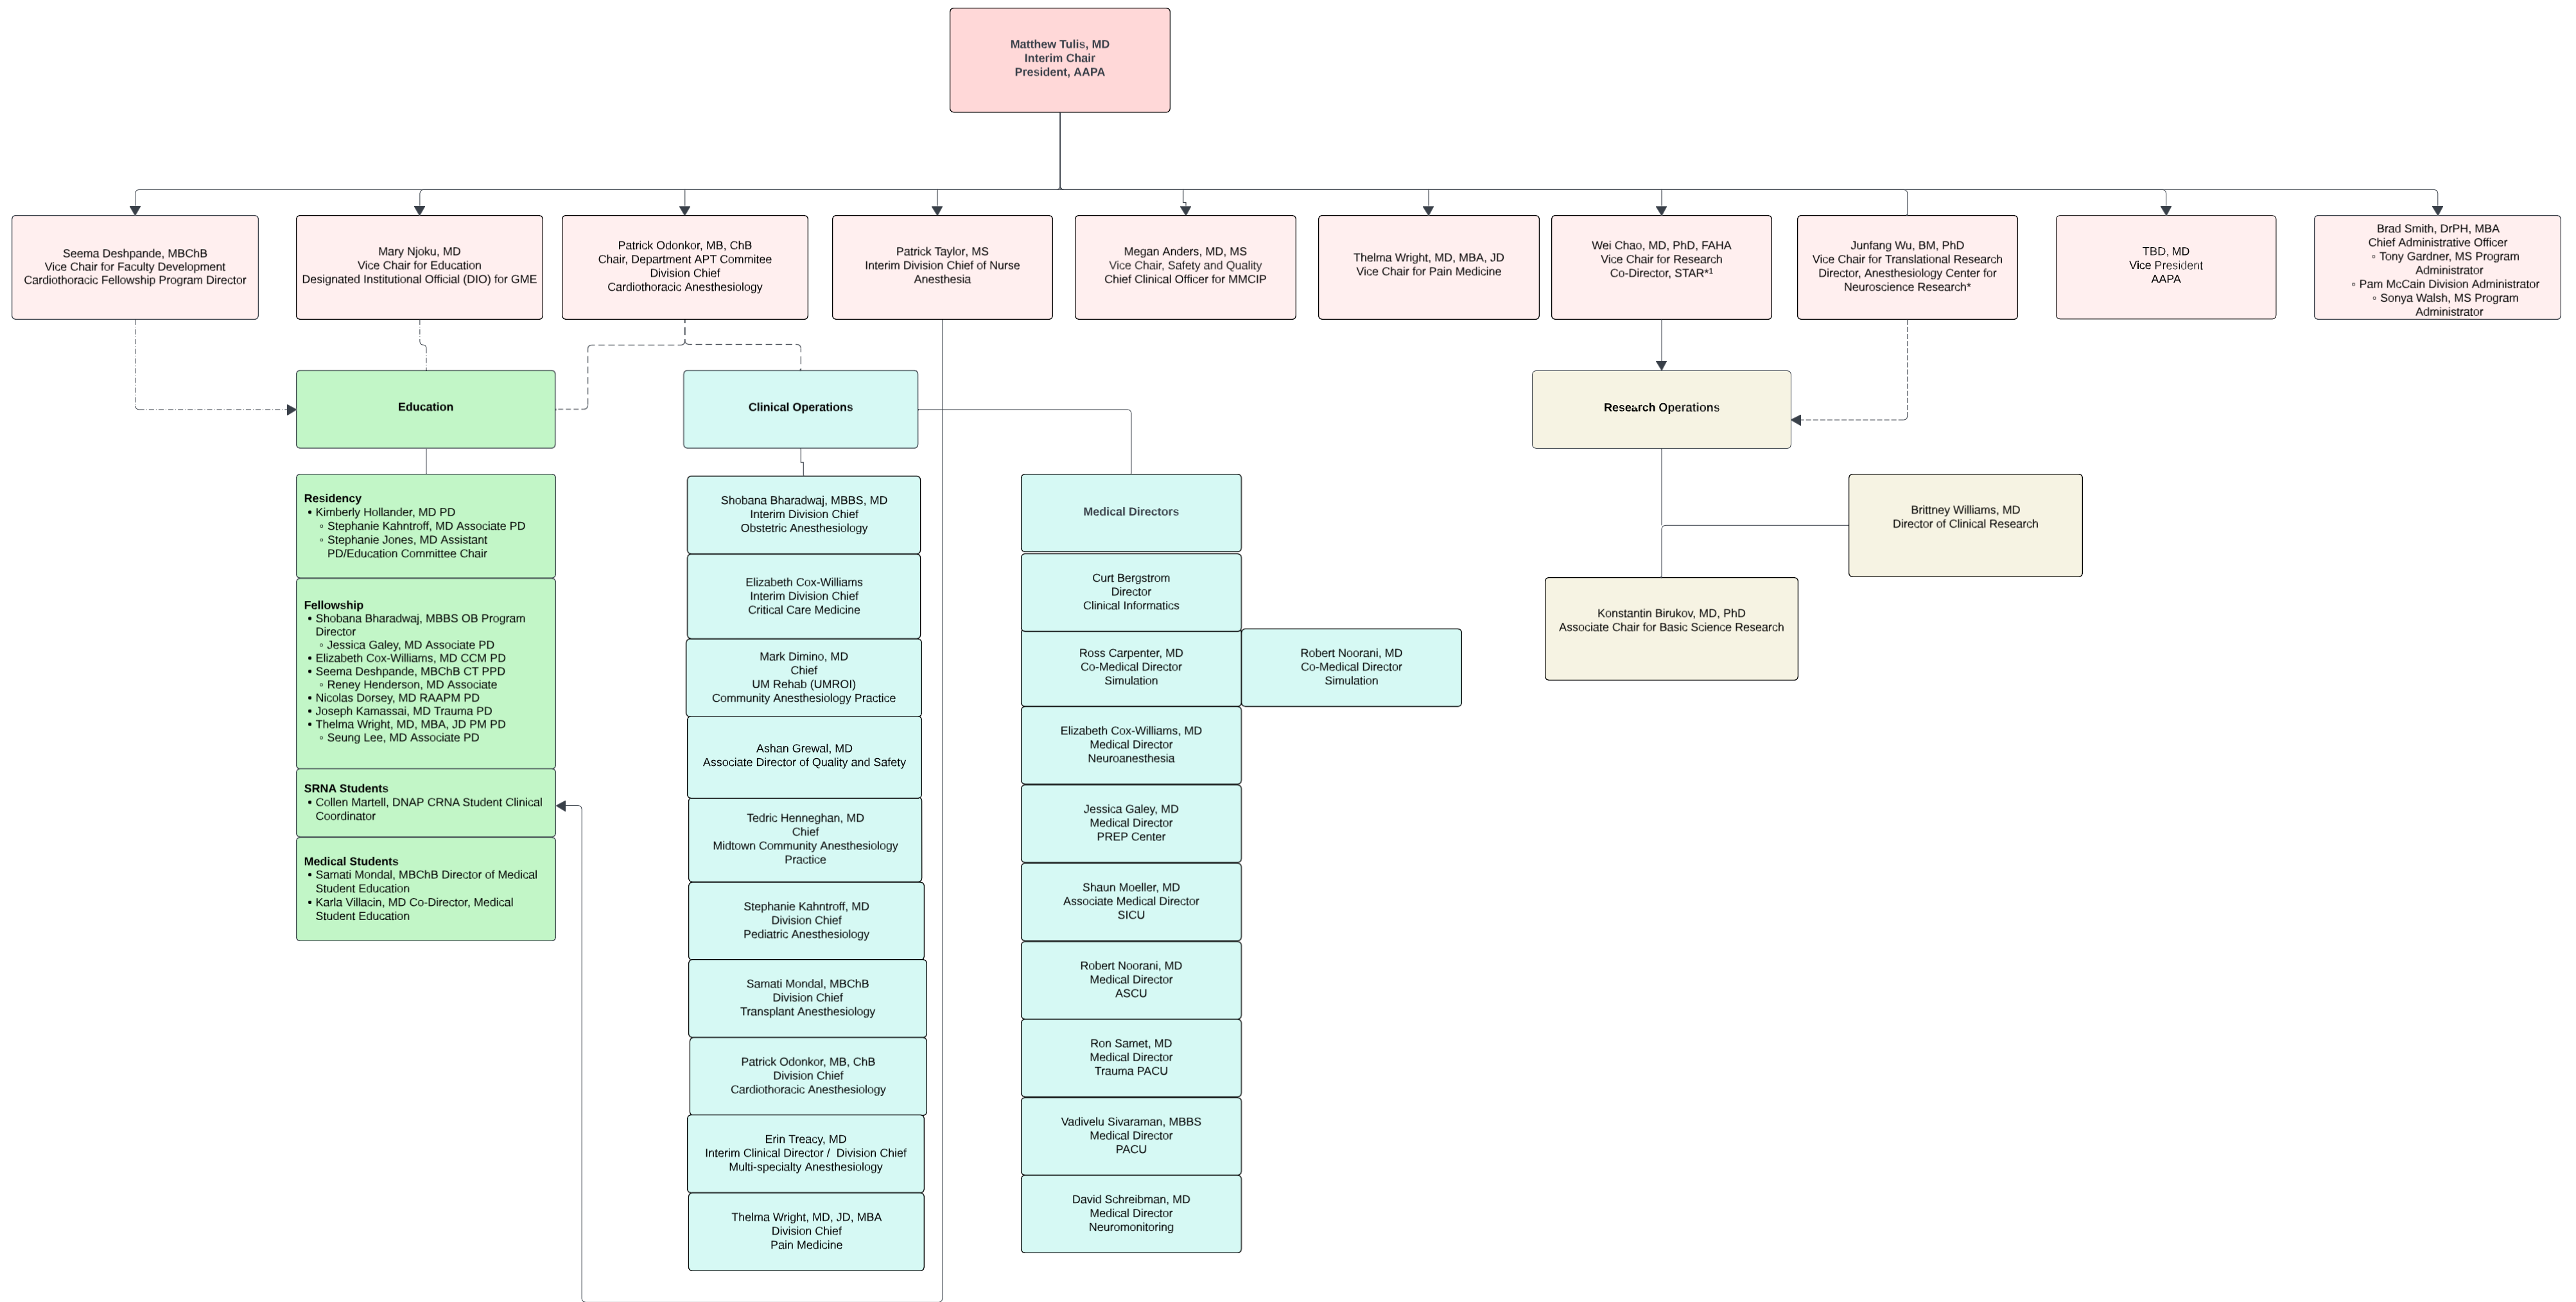 Matthew Tulis, MD
Interim Chair
President, AAPA
Seema Deshpande, MBChB
Vice Chair for Faculty Development
Cardiothoracic Fellowship Program Director
Mary Njoku, MD
Vice Chair for Education
Designated Institutional Official (DIO) for GME
Patrick Odonkor, MB, ChB
Chair, Department APT Commitee
Division Chief
Cardiothoracic Anesthesiology
Patrick Taylor, MS
Interim Division Chief of Nurse
Anesthesia
Megan Anders, MD, MS
Vice Chair, Safety and Quality
Chief Clinical Officer for MMCIP
Thelma Wright, MD, MBA, JD
Vice Chair for Pain Medicine
Wei Chao, MD, PhD, FAHA
Vice Chair for Research
Co-Director, STAR*¹
Junfang Wu, BM, PhD
Vice Chair for Translational Research
Director, Anesthesiology Center for
Neuroscience Research*
TBD, MD
Vice President
AAPA
Brad Smith, DrPH, MBA
Chief Administrative Officer
◦ Tony Gardner, MS Program
Administrator
◦ Pam McCain Division Administrator
◦ Sonya Walsh, MS Program
Administrator
Education
Clinical Operations
Research Operations
Residency
• Kimberly Hollander, MD PD
◦ Stephanie Kahntroff, MD Associate PD
◦ Stephanie Jones, MD Assistant
PD/Education Committee Chair
Fellowship
• Shobana Bharadwaj, MBBS OB Program
Director
◦ Jessica Galey, MD Associate PD
• Elizabeth Cox-Williams, MD CCM PD
• Seema Deshpande, MBChB CT PPD
◦ Reney Henderson, MD Associate
• Nicolas Dorsey, MD RAAPM PD
• Joseph Kamassai, MD Trauma PD
• Thelma Wright, MD, MBA, JD PM PD
◦ Seung Lee, MD Associate PD
SRNA Students
• Collen Martell, DNAP CRNA Student Clinical
Coordinator
Medical Students
• Samati Mondal, MBChB Director of Medical
Student Education
• Karla Villacin, MD Co-Director, Medical
Student Education
Shobana Bharadwaj, MBBS, MD
Interim Division Chief
Obstetric Anesthesiology
Elizabeth Cox-Williams
Interim Division Chief
Critical Care Medicine
Mark Dimino, MD
Chief
UM Rehab (UMROI)
Community Anesthesiology Practice
Ashan Grewal, MD
Associate Director of Quality and Safety
Tedric Henneghan, MD
Chief
Midtown Community Anesthesiology
Practice
Stephanie Kahntroff, MD
Division Chief
Pediatric Anesthesiology
Samati Mondal, MBChB
Division Chief
Transplant Anesthesiology
Patrick Odonkor, MB, ChB
Division Chief
Cardiothoracic Anesthesiology
Erin Treacy, MD
Interim Clinical Director / Division Chief
Multi-specialty Anesthesiology
Thelma Wright, MD, JD, MBA
Division Chief
Pain Medicine
Medical Directors
Curt Bergstrom
Director
Clinical Informatics
Ross Carpenter, MD
Co-Medical Director
Simulation
Robert Noorani, MD
Co-Medical Director
Simulation
Elizabeth Cox-Williams, MD
Medical Director
Neuroanesthesia
Jessica Galey, MD
Medical Director
PREP Center
Shaun Moeller, MD
Associate Medical Director
SICU
Robert Noorani, MD
Medical Director
ASCU
Ron Samet, MD
Medical Director
Trauma PACU
Vadivelu Sivaraman, MBBS
Medical Director
PACU
David Schreibman, MD
Medical Director
Neuromonitoring
Brittney Williams, MD
Director of Clinical Research
Konstantin Birukov, MD, PhD
Associate Chair for Basic Science Research